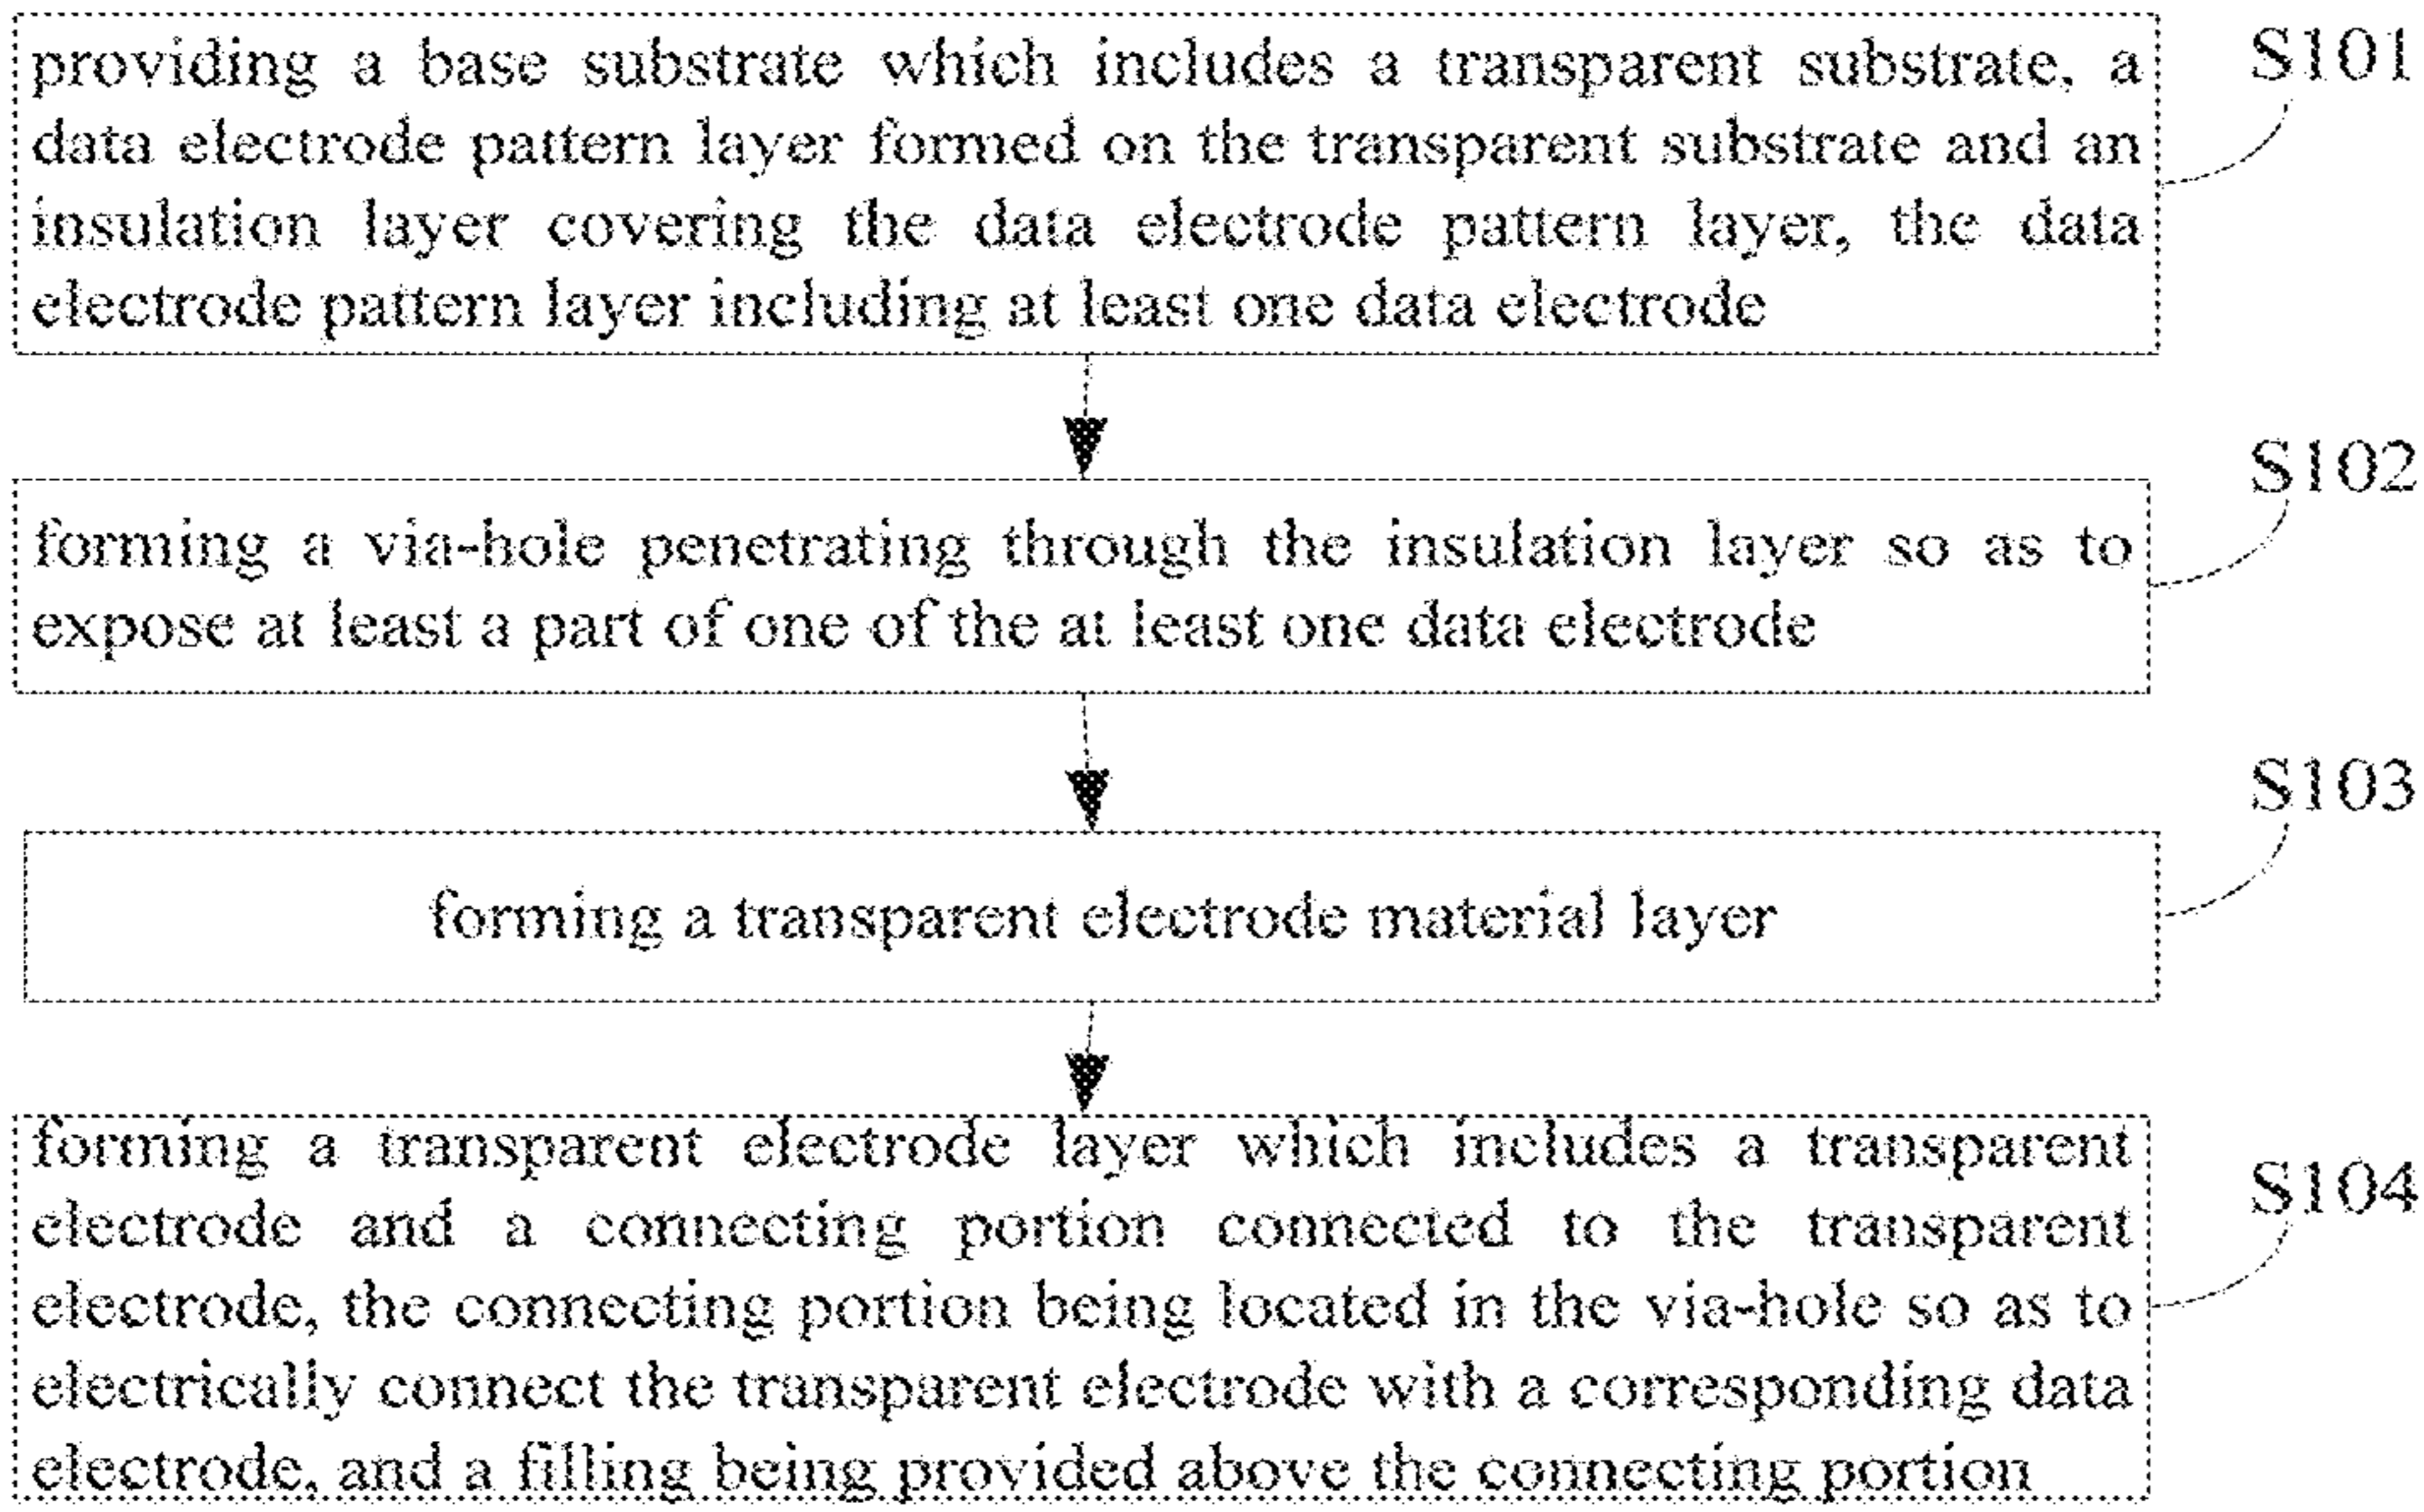 providing a base substrate which includes a transparent substrate, a
S101
data electrode pattern layer formed on the transparent substrate and an
insulation layer covering the data electrode pattern layer, the data
electrode pattern layer including at least one data electrode
S102
forming a via-hole penetrating through the insulation layer so as to
expose at least a part of one of the at least one data electrode
S103
forming a transparent electrode material layer
forming a transparent electrode layer which includes a transparent
S104
electrode and a connecting portion connected to the transparent
electrode, the connecting portion being located in the via-hole so as to
electrically connect the transparent electrode with a corresponding data
electrode, and a filling being provided above the connecting portion